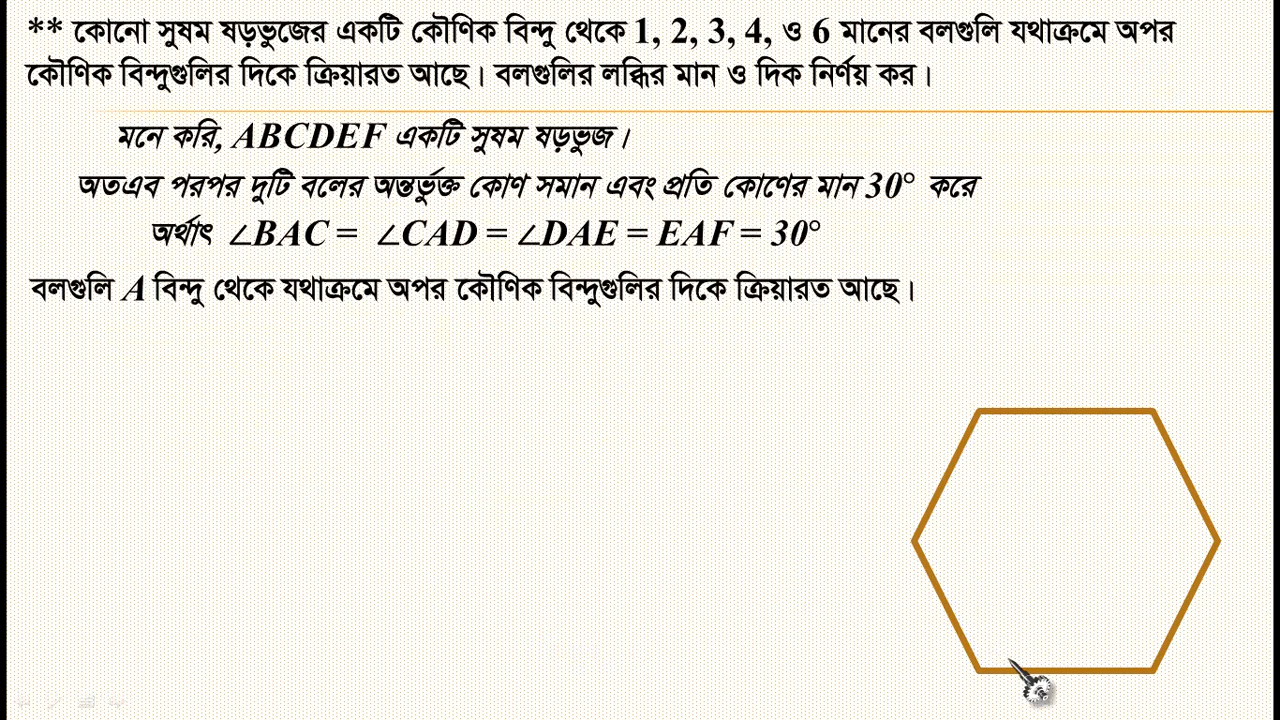 ** কোনো সুষম ষড়ভুজের একটি কৌণিক বিন্দু থেকে 1, 2, 3, 4, ও 6 মানের বলগুলি যথাক্রমে অপর
কৌণিক বিন্দুগুলির দিকে ক্রিয়ারত আছে। বলগুলির লব্ধির মান ও দিক নির্ণয় কর।
মনে করি, ABCDEF একটি সুষম ষড়ভুজ।
অতএব পরপর দুটি বলের অন্তর্ভুক্ত কোণ সমান এবং প্রতি কোণের মান 30° করে
অর্থাৎ ∠BAC = ∠CAD = ∠DAE = EAF = 30°
বলগুলি A বিন্দু থেকে যথাক্রমে অপর কৌণিক বিন্দুগুলির দিকে ক্রিয়ারত আছে।